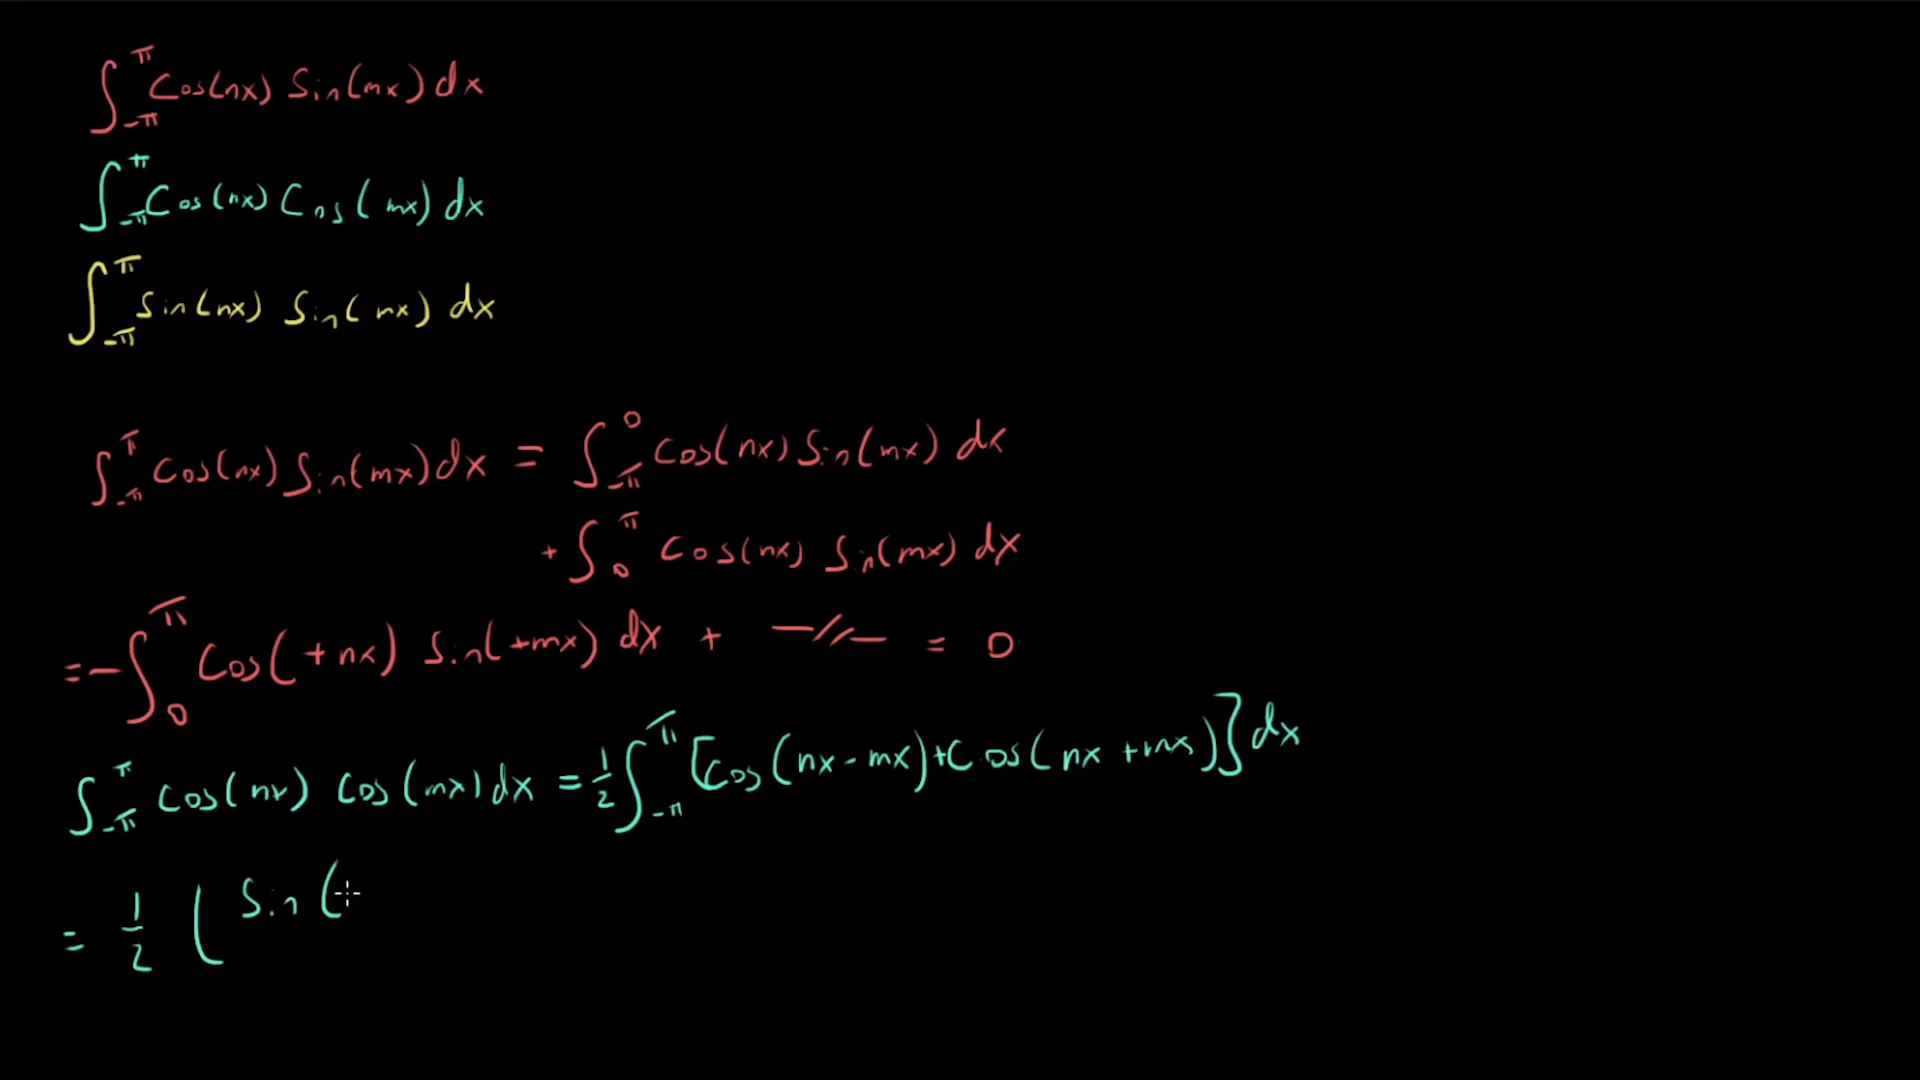 ∫_{-π}^{π} Cos(nx) Sin(mx) dx
∫_{-π}^{π} Cos(nx) Cos(mx) dx
∫_{-π}^{π} Sin(nx) Sin(mx) dx
∫_{-π}^{π} Cos(nx) Sin(mx) dx = ∫_{-π}^{0} Cos(nx) Sin(mx) dx
+ ∫_{0}^{π} Cos(nx) Sin(mx) dx
= - ∫_{0}^{π} Cos(+nx) Sin(+mx) dx + —//— = 0
∫_{-π}^{π} Cos(nx) Cos(mx) dx = 1/2 ∫_{-π}^{π} [Cos(nx - mx) + Cos(nx + mx)] dx
= 1/2 ( Sin (